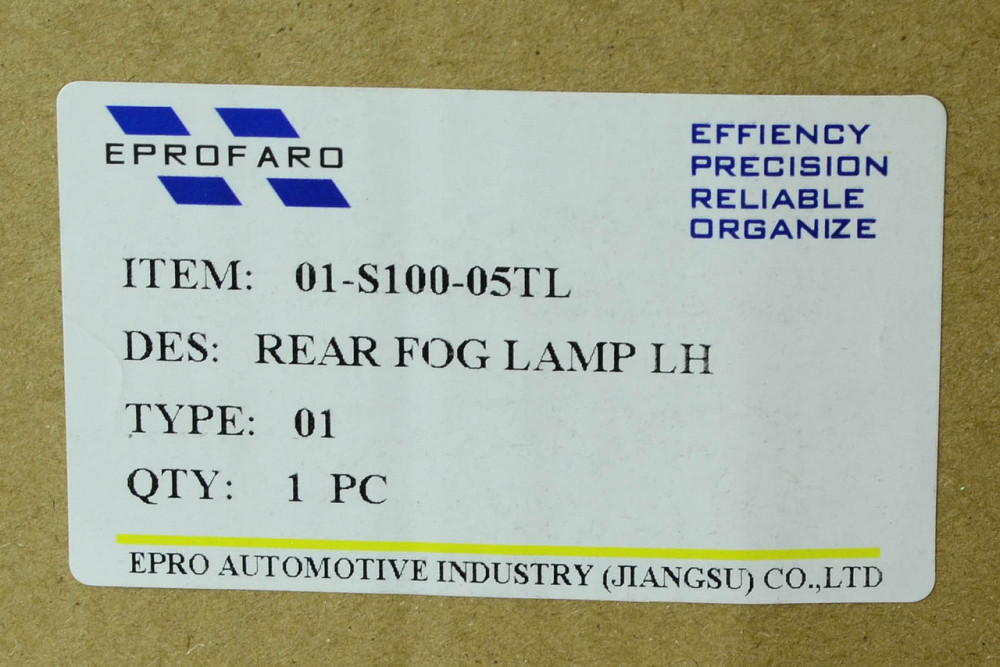 EPROFARO
EFFIENCY
PRECISION
RELIABLE
ORGANIZE
ITEM: 01-S100-05TL
DES: REAR FOG LAMP LH
TYPE: 01
QTY: 1 PC
EPRO AUTOMOTIVE INDUSTRY (JIANGSU) CO.,LTD